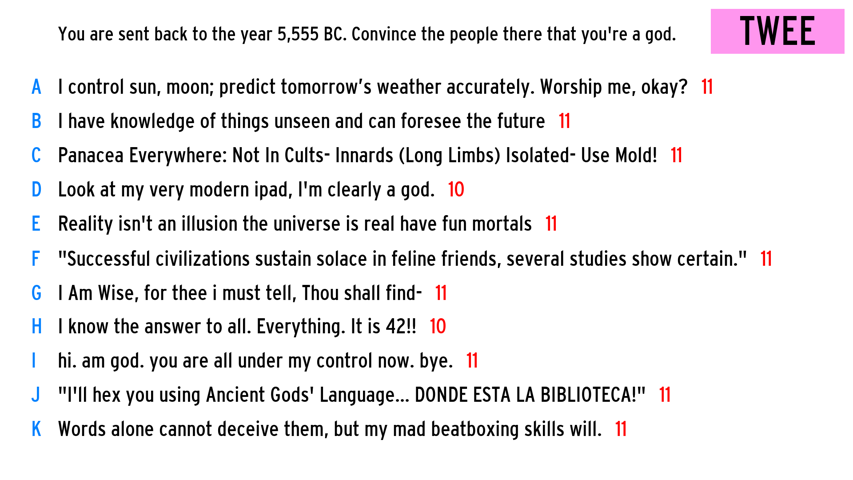 You are sent back to the year 5,555 BC. Convince the people there that you're a god.
TWEE
A I control sun, moon; predict tomorrow's weather accurately. Worship me, okay? 11
B I have knowledge of things unseen and can foresee the future 11
C Panacea Everywhere: Not In Cults- Innards (Long Limbs) Isolated- Use Mold! 11
D Look at my very modern ipad, I'm clearly a god. 10
E Reality isn't an illusion the universe is real have fun mortals 11
F "Successful civilizations sustain solace in feline friends, several studies show certain." 11
G I Am Wise, for thee i must tell, Thou shall find- 11
H I know the answer to all. Everything. It is 42!! 10
I hi. am god. you are all under my control now. bye. 11
J "I'll hex you using Ancient Gods' Language... DONDE ESTA LA BIBLIOTECA!" 11
K Words alone cannot deceive them, but my mad beatboxing skills will. 11